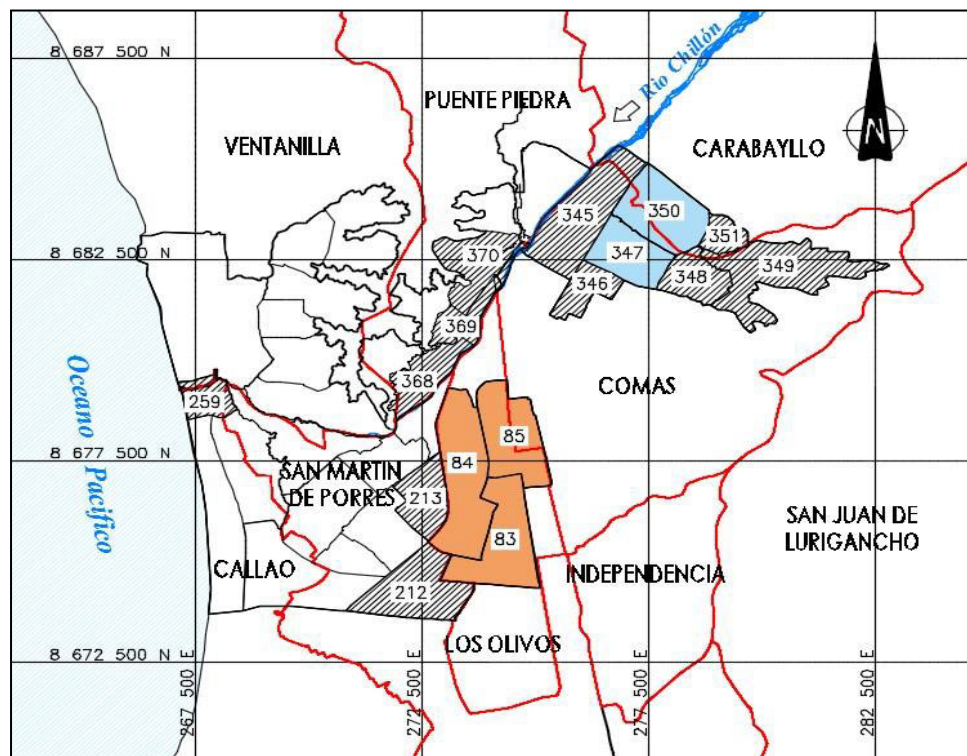 8 687 500 N
Rio Chillón
PUENTE PIEDRA
N
VENTANILLA
CARABAYLLO
345
350
351
370
347
8 682 500 N
349
346
348
369
368
COMAS
259
Oceano Pacifico
85
8 677 500 N
84
SAN MARTIN
DE PORRES
213
83
SAN JUAN DE
LURIGANCHO
CALLAO
INDEPENDENCIA
212
LOS OLIVOS
8 672 500 N
267 500 E
272 500 E
277 500 E
282 500 E